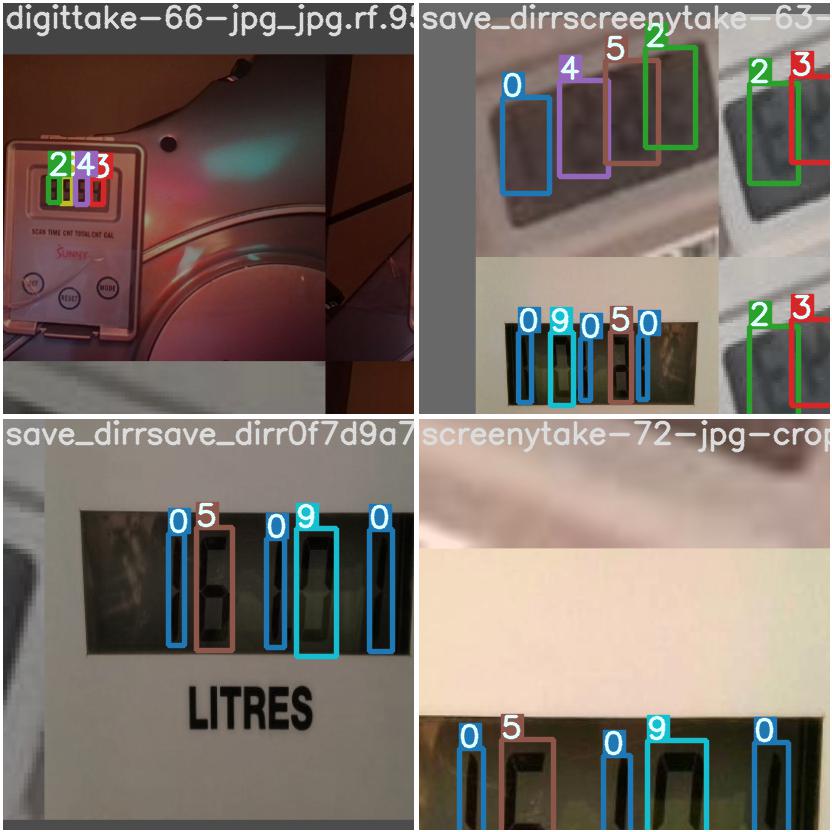 digittake-66-jpg_jpg.rf.9
2 4 3
SCAN TIME CNT TOTAL CNT CAL
SUNNY
RESET
MODE
save_dirrscreenytake-63-
0 4 5 2
2 3
0 9 0 5 0
2 3
save_dirrsave_dirr0f7d9a7
0 5 0 9 0
LITRES
screenytake-72-jpg-crop
0 5 0 9 0